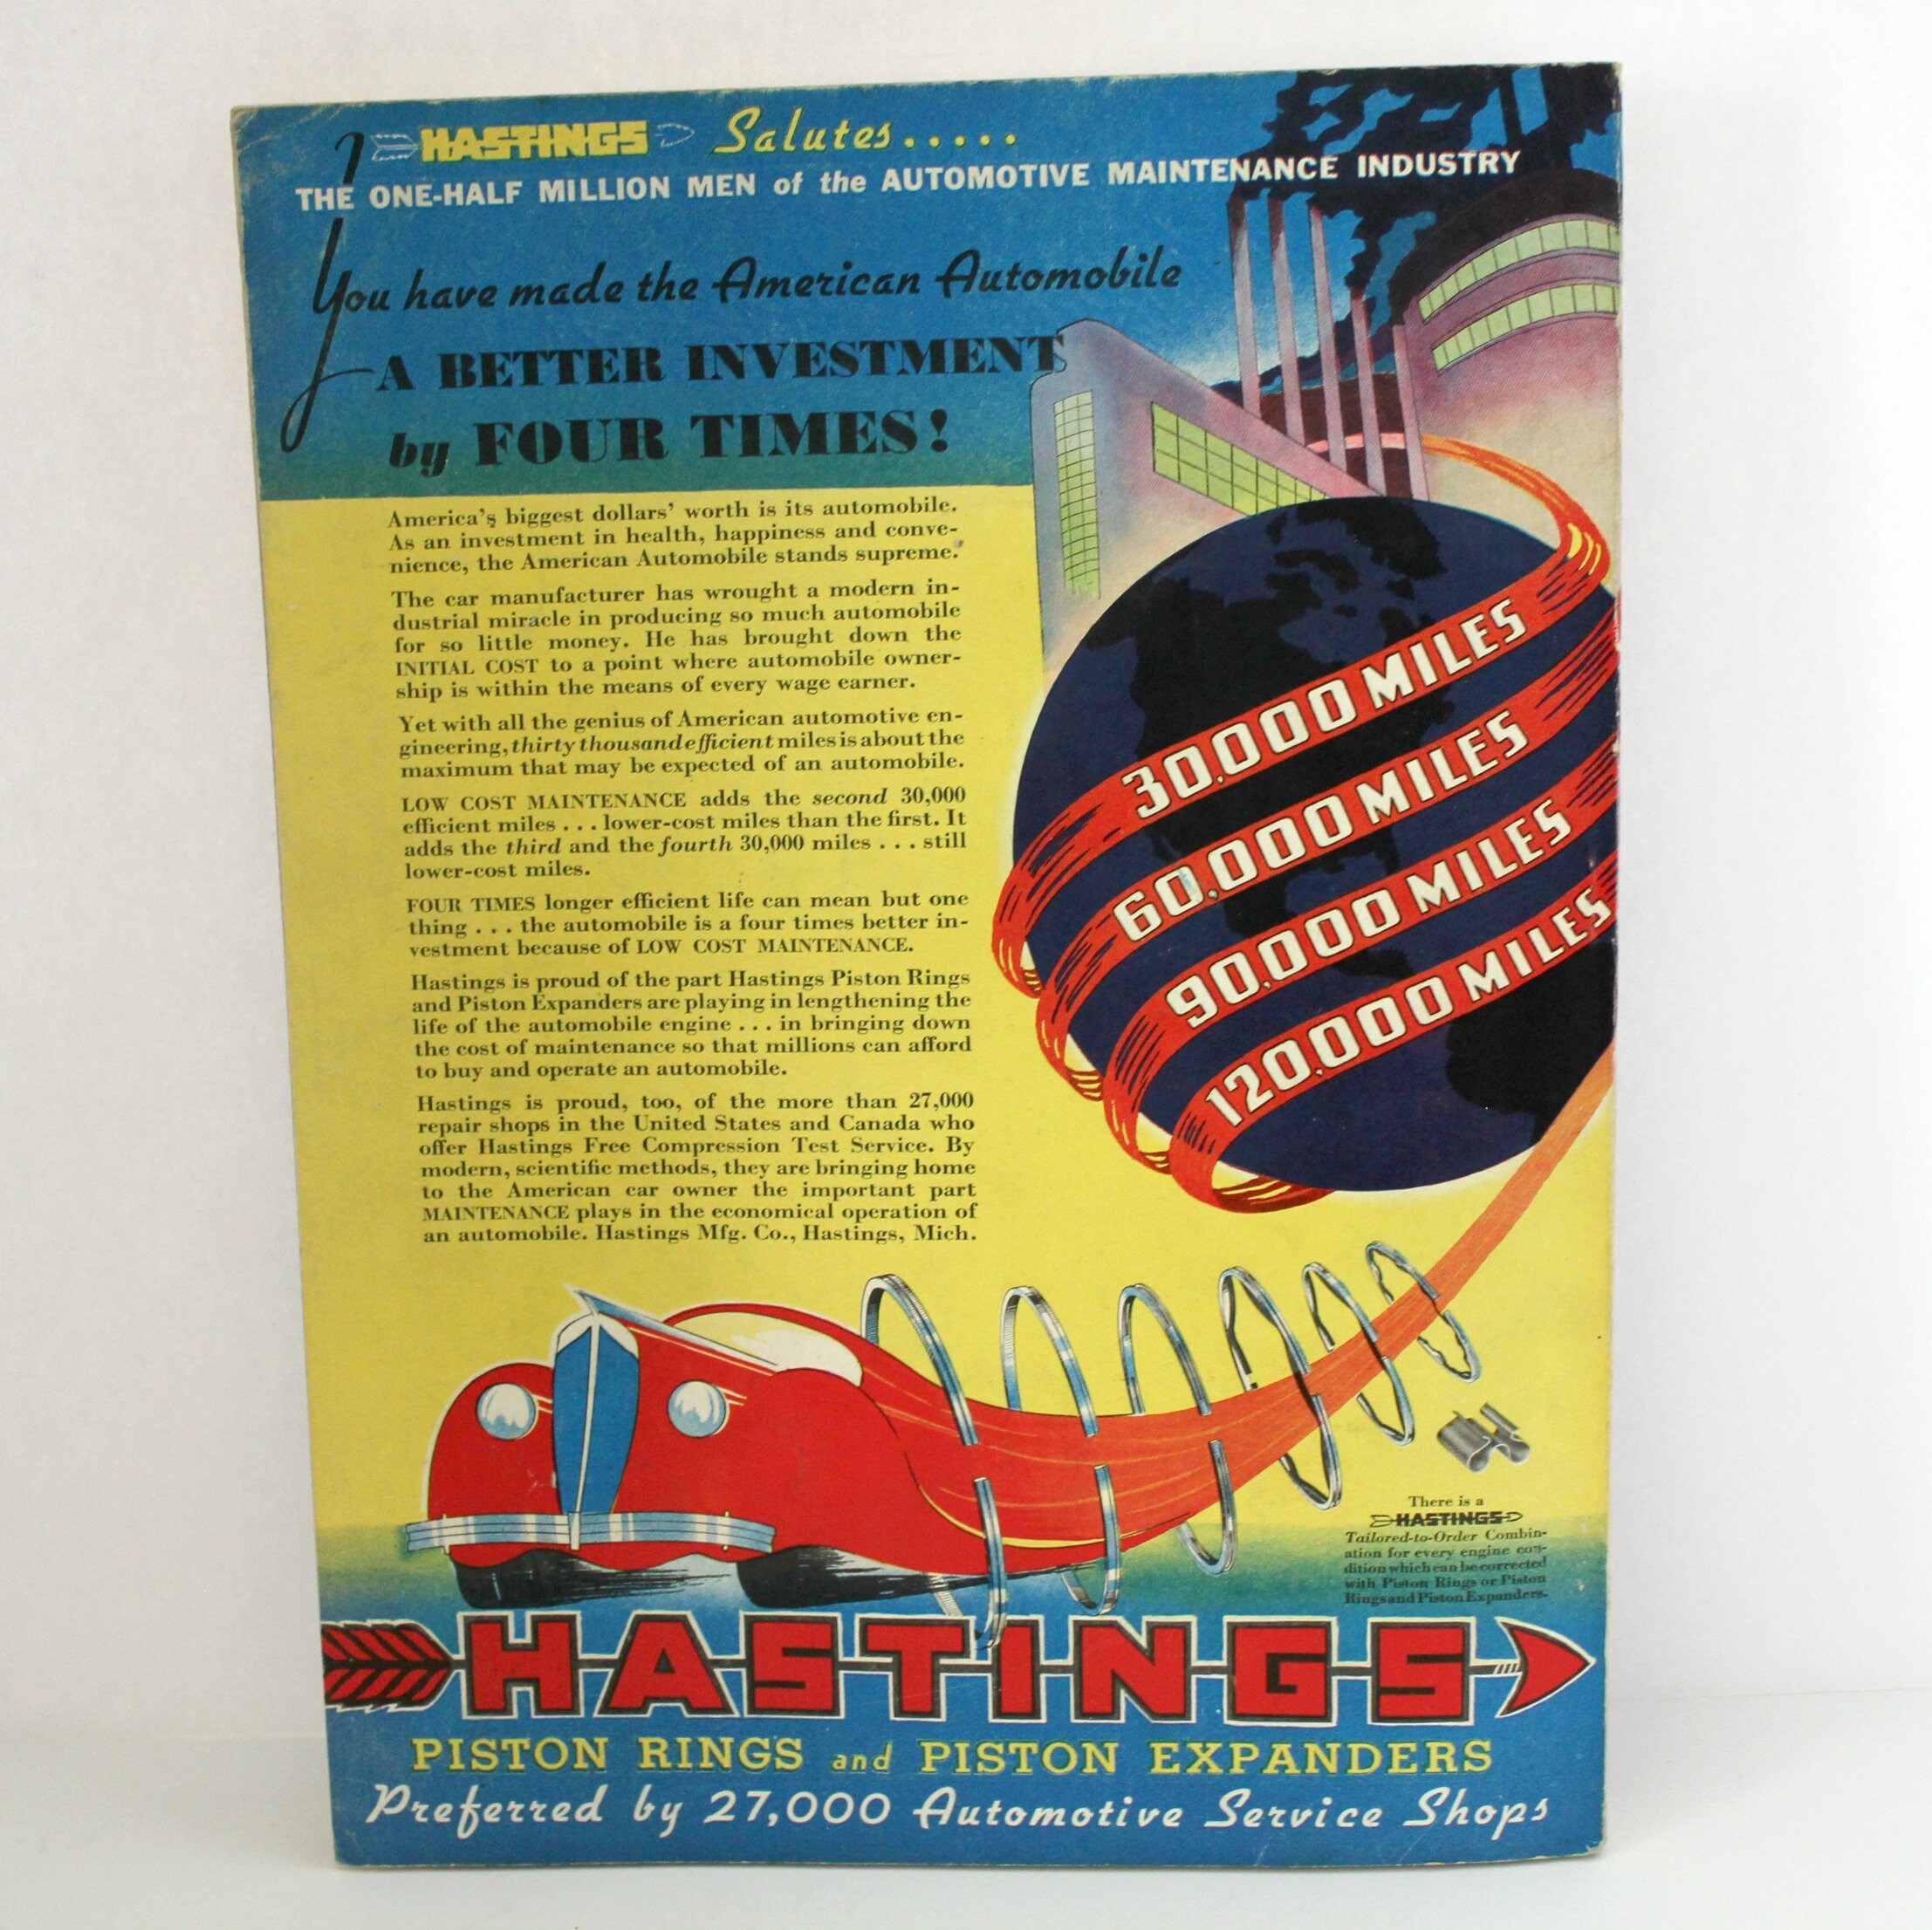 HASTINGS Salutes.....
THE ONE-HALF MILLION MEN of the AUTOMOTIVE MAINTENANCE INDUSTRY
You have made the American Automobile
A BETTER INVESTMENT
by FOUR TIMES!
America's biggest dollars' worth is its automobile.
As an investment in health, happiness and conve-
nience, the American Automobile stands supreme.
The car manufacturer has wrought a modern in-
dustrial miracle in producing so much automobile
for so little money. He has brought down the
INITIAL COST to a point where automobile owner-
ship is within the means of every wage earner.
Yet with all the genius of American automotive en-
gineering, thirty thousand efficient miles is about the
maximum that may be expected of an automobile.
LOW COST MAINTENANCE adds the second 30,000
efficient miles . . . lower-cost miles than the first. It
adds the third and the fourth 30,000 miles . . . still
lower-cost miles.
FOUR TIMES longer efficient life can mean but one
thing . . . the automobile is a four times better in-
vestment because of LOW COST MAINTENANCE.
Hastings is proud of the part Hastings Piston Rings
and Piston Expanders are playing in lengthening the
life of the automobile engine . . . in bringing down
the cost of maintenance so that millions can afford
to buy and operate an automobile.
Hastings is proud, too, of the more than 27,000
repair shops in the United States and Canada who
offer Hastings Free Compression Test Service. By
modern, scientific methods, they are bringing home
to the American car owner the important part
MAINTENANCE plays in the economical operation of
an automobile. Hastings Mfg. Co., Hastings, Mich.
30,000 MILES
60,000 MILES
90,000 MILES
120,000 MILES
There is a
HASTINGS
Tailored-to-Order Combin-
ation for every engine con-
dition which can be corrected
with Piston Rings or Piston
Rings and Piston Expanders.
HASTINGS
PISTON RINGS and PISTON EXPANDERS
Preferred by 27,000 Automotive Service Shops